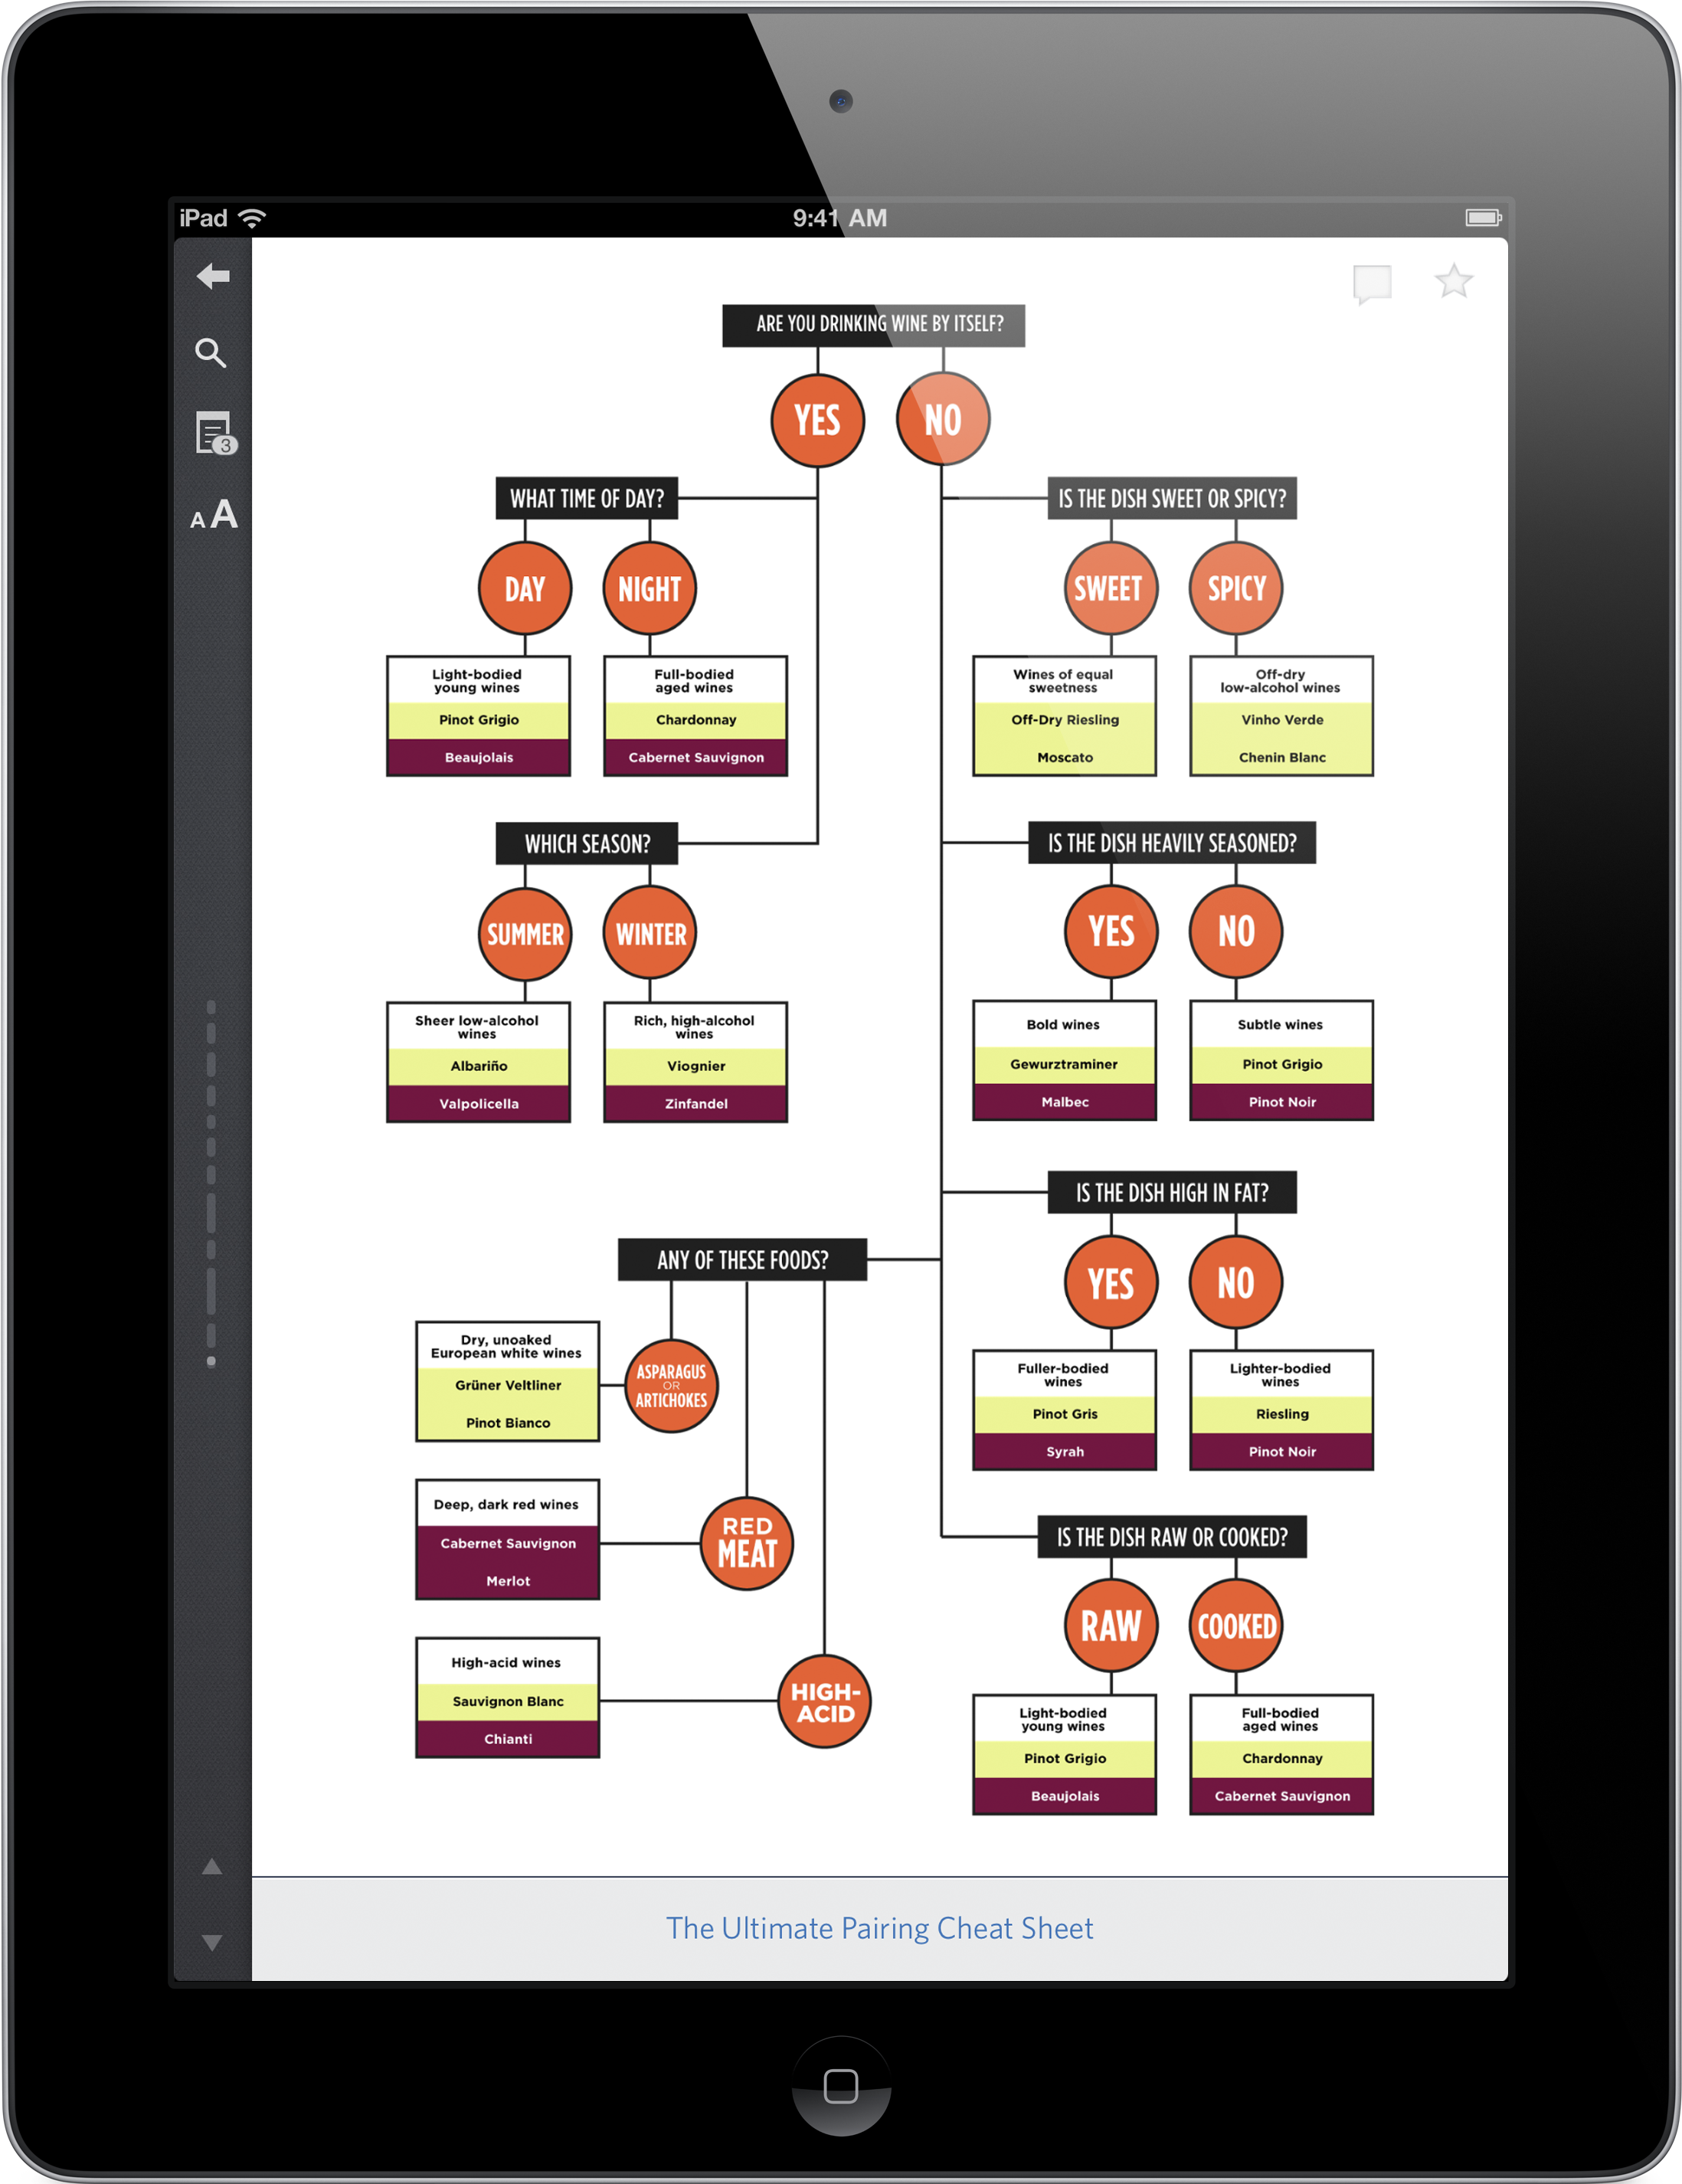 iPad
9:41 AM
3
AA
ARE YOU DRINKING WINE BY ITSELF?
YES
NO
WHAT TIME OF DAY?
DAY
NIGHT
Light-bodied
young wines
Pinot Grigio
Beaujolais
Full-bodied
aged wines
Chardonnay
Cabernet Sauvignon
WHICH SEASON?
SUMMER
WINTER
Sheer low-alcohol
wines
Albariño
Valpolicella
Rich, high-alcohol
wines
Viognier
Zinfandel
IS THE DISH SWEET OR SPICY?
SWEET
SPICY
Wines of equal
sweetness
Off-Dry Riesling
Moscato
Off-dry
low-alcohol wines
Vinho Verde
Chenin Blanc
IS THE DISH HEAVILY SEASONED?
YES
NO
Bold wines
Gewurztraminer
Malbec
Subtle wines
Pinot Grigio
Pinot Noir
IS THE DISH HIGH IN FAT?
YES
NO
Fuller-bodied
wines
Pinot Gris
Syrah
Lighter-bodied
wines
Riesling
Pinot Noir
IS THE DISH RAW OR COOKED?
RAW
COOKED
Light-bodied
young wines
Pinot Grigio
Beaujolais
Full-bodied
aged wines
Chardonnay
Cabernet Sauvignon
ANY OF THESE FOODS?
ASPARAGUS
OR
ARTICHOKES
Dry, unoaked
European white wines
Grüner Veltliner
Pinot Bianco
RED
MEAT
Deep, dark red wines
Cabernet Sauvignon
Merlot
HIGH-
ACID
High-acid wines
Sauvignon Blanc
Chianti
The Ultimate Pairing Cheat Sheet